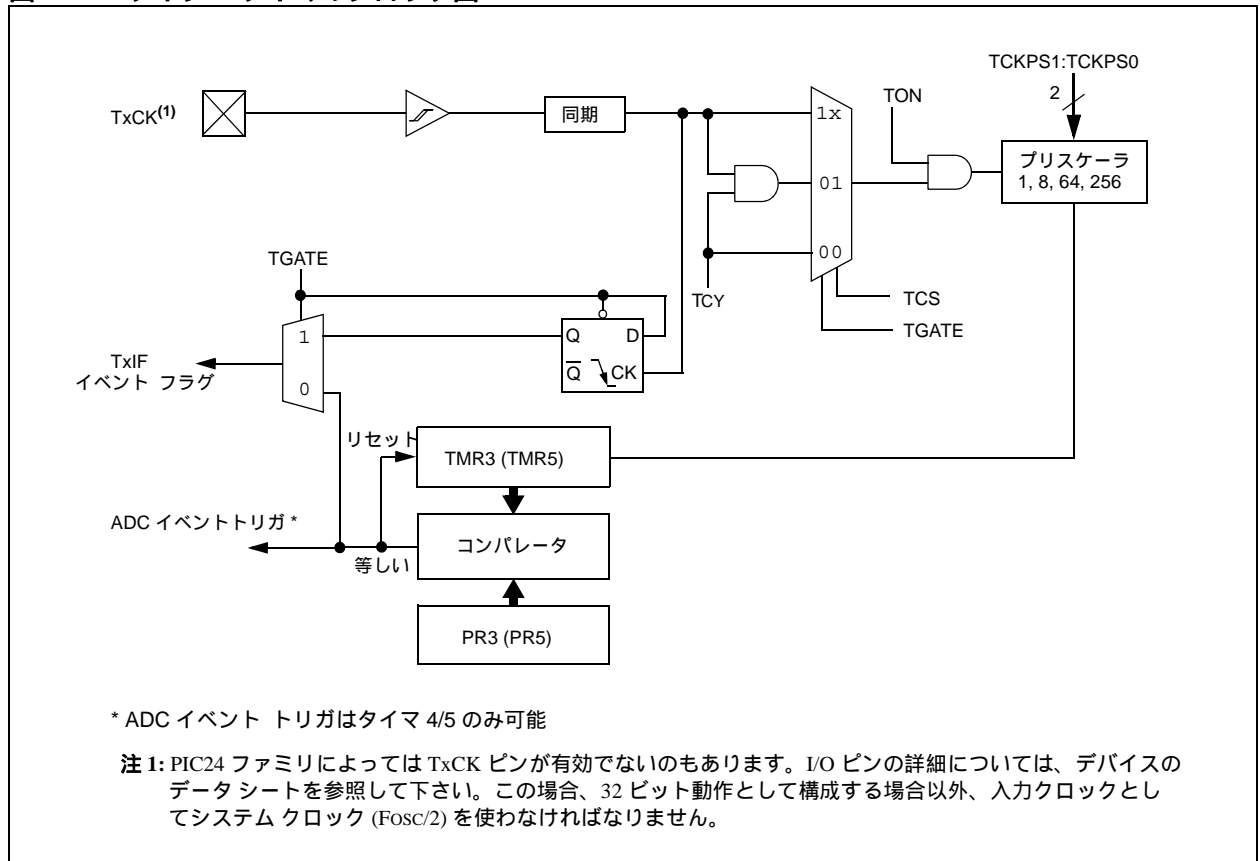 TCKPS1:TCKPS0
2
TON
TxCK(1)
同期
1x
プリスケーラ
1, 8, 64, 256
01
00
TGATE
TCY
TCS
TGATE
1
Q D
TxIF
イベント フラグ
Q CK
0
リセット
TMR3 (TMR5)
ADC イベントトリガ *
コンパレータ
等しい
PR3 (PR5)
* ADC イベント トリガはタイマ 4/5 のみ可能
注 1: PIC24 ファミリによっては TxCK ピンが有効でないのもあります。I/O ピンの詳細については、デバイスの
データ シートを参照して下さい。この場合、32 ビット動作として構成する場合以外、入力クロックとし
てシステム クロック (FOSC/2) を使わなければなりません。